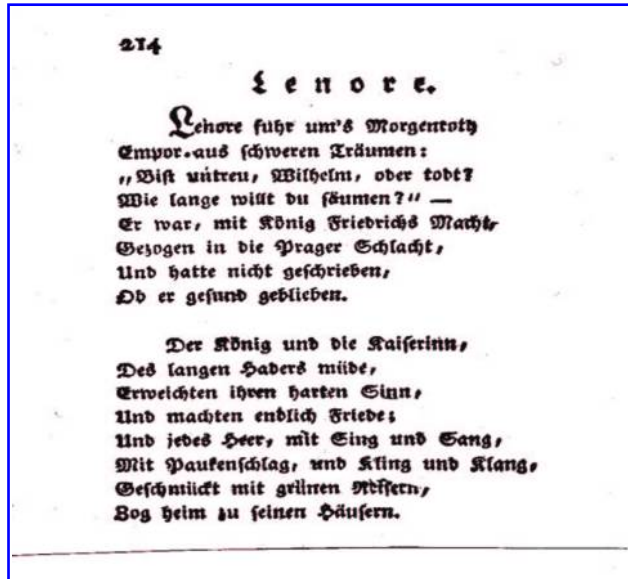 214
Lenore.
Lenore fuhr um's Morgenroth
Empor aus schweren Träumen:
„Bist untreu, Wilhelm, oder todt?
Wie lange willt du säumen?" —
Er war, mit König Friedrichs Macht,
Gezogen in die Prager Schlacht,
Und hatte nicht geschrieben,
Ob er gesund geblieben.
Der König und die Kaiserinn,
Des langen Haders müde,
Erweichten ihren harten Sinn,
Und machten endlich Friede;
Und jedes Heer, mit Sing und Sang,
Mit Paukenschlag, und Kling und Klang,
Geschmückt mit grünen Reisern,
Zog heim zu seinen Häusern.